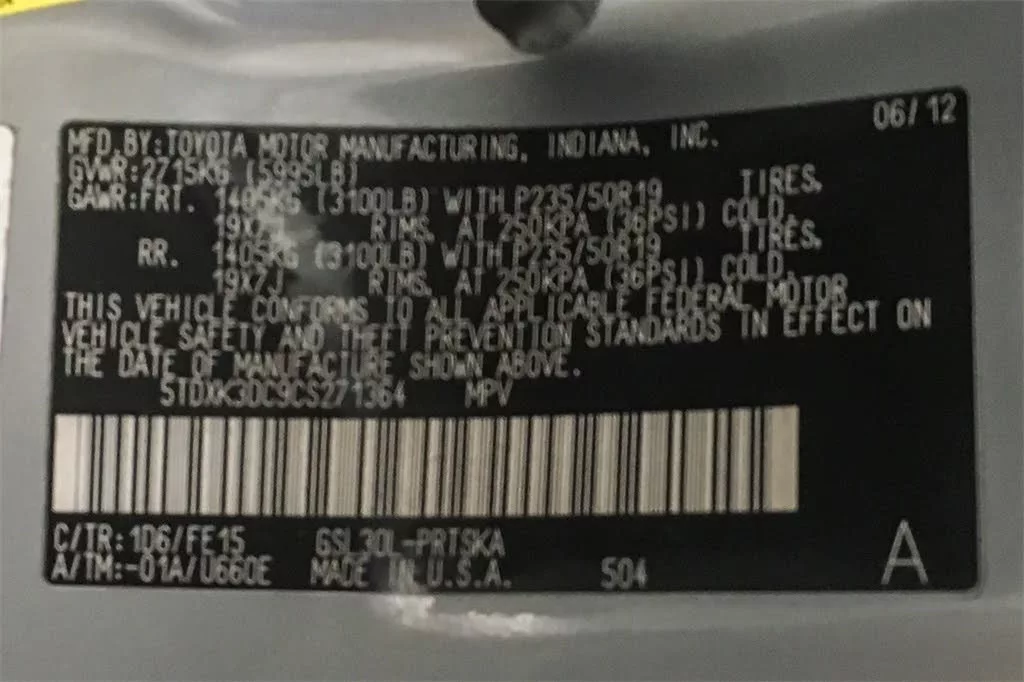 06/12
MFD.BY:TOYOTA MOTOR MANUFACTURING, INDIANA, INC.
GVWR:2715KG (5995LB)
GAWR:FRT. 1405KG (3100LB) WITH P235/50R19 TIRES,
19X7J RIMS, AT 250KPA (36PSI) COLD,
RR. 1405KG (3100LB) WITH P235/50R19 TIRES,
19X7J RIMS, AT 250KPA (36PSI) COLD,
THIS VEHICLE CONFORMS TO ALL APPLICABLE FEDERAL MOTOR
VEHICLE SAFETY AND THEFT PREVENTION STANDARDS IN EFFECT ON
THE DATE OF MANUFACTURE SHOWN ABOVE.
5TDXK3DC9CS271364 MPV
C/TR:1D6/FE15 GSL30L-PRTSKA
A/TM:-01A/U660E MADE IN U.S.A. 504
A